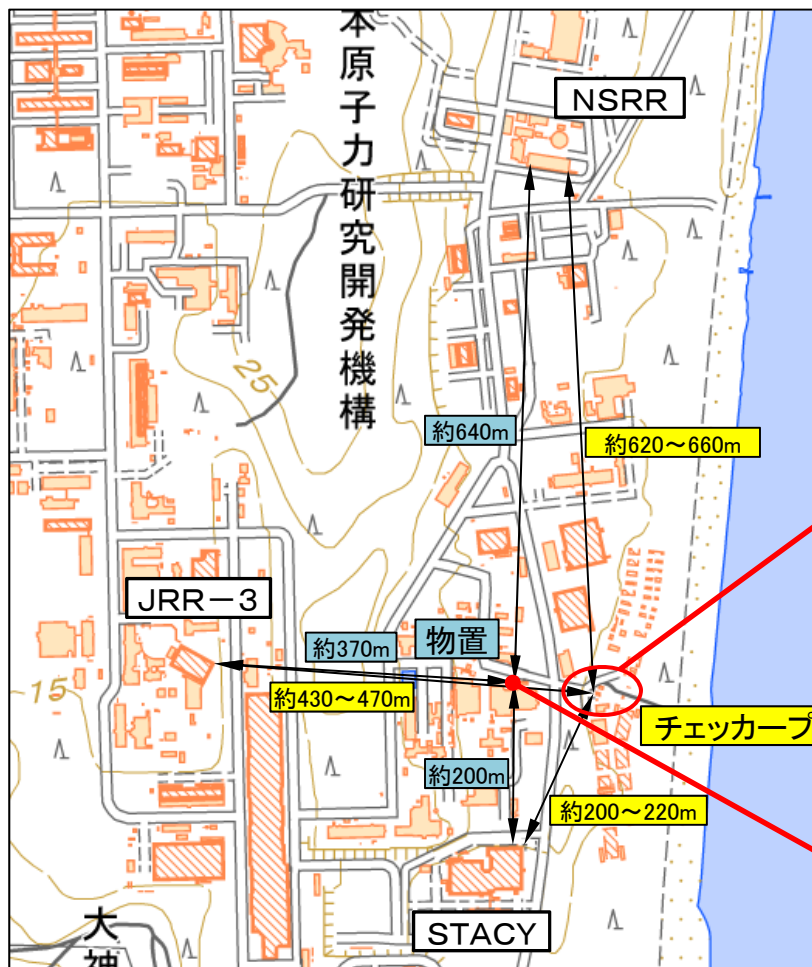 本原子力研究開発機構
NSRR
25
約640m
約620～660m
JRR－3
約370m
物置
15
約430～470m
チェッカープ
約200m
約200～220m
STACY
大神